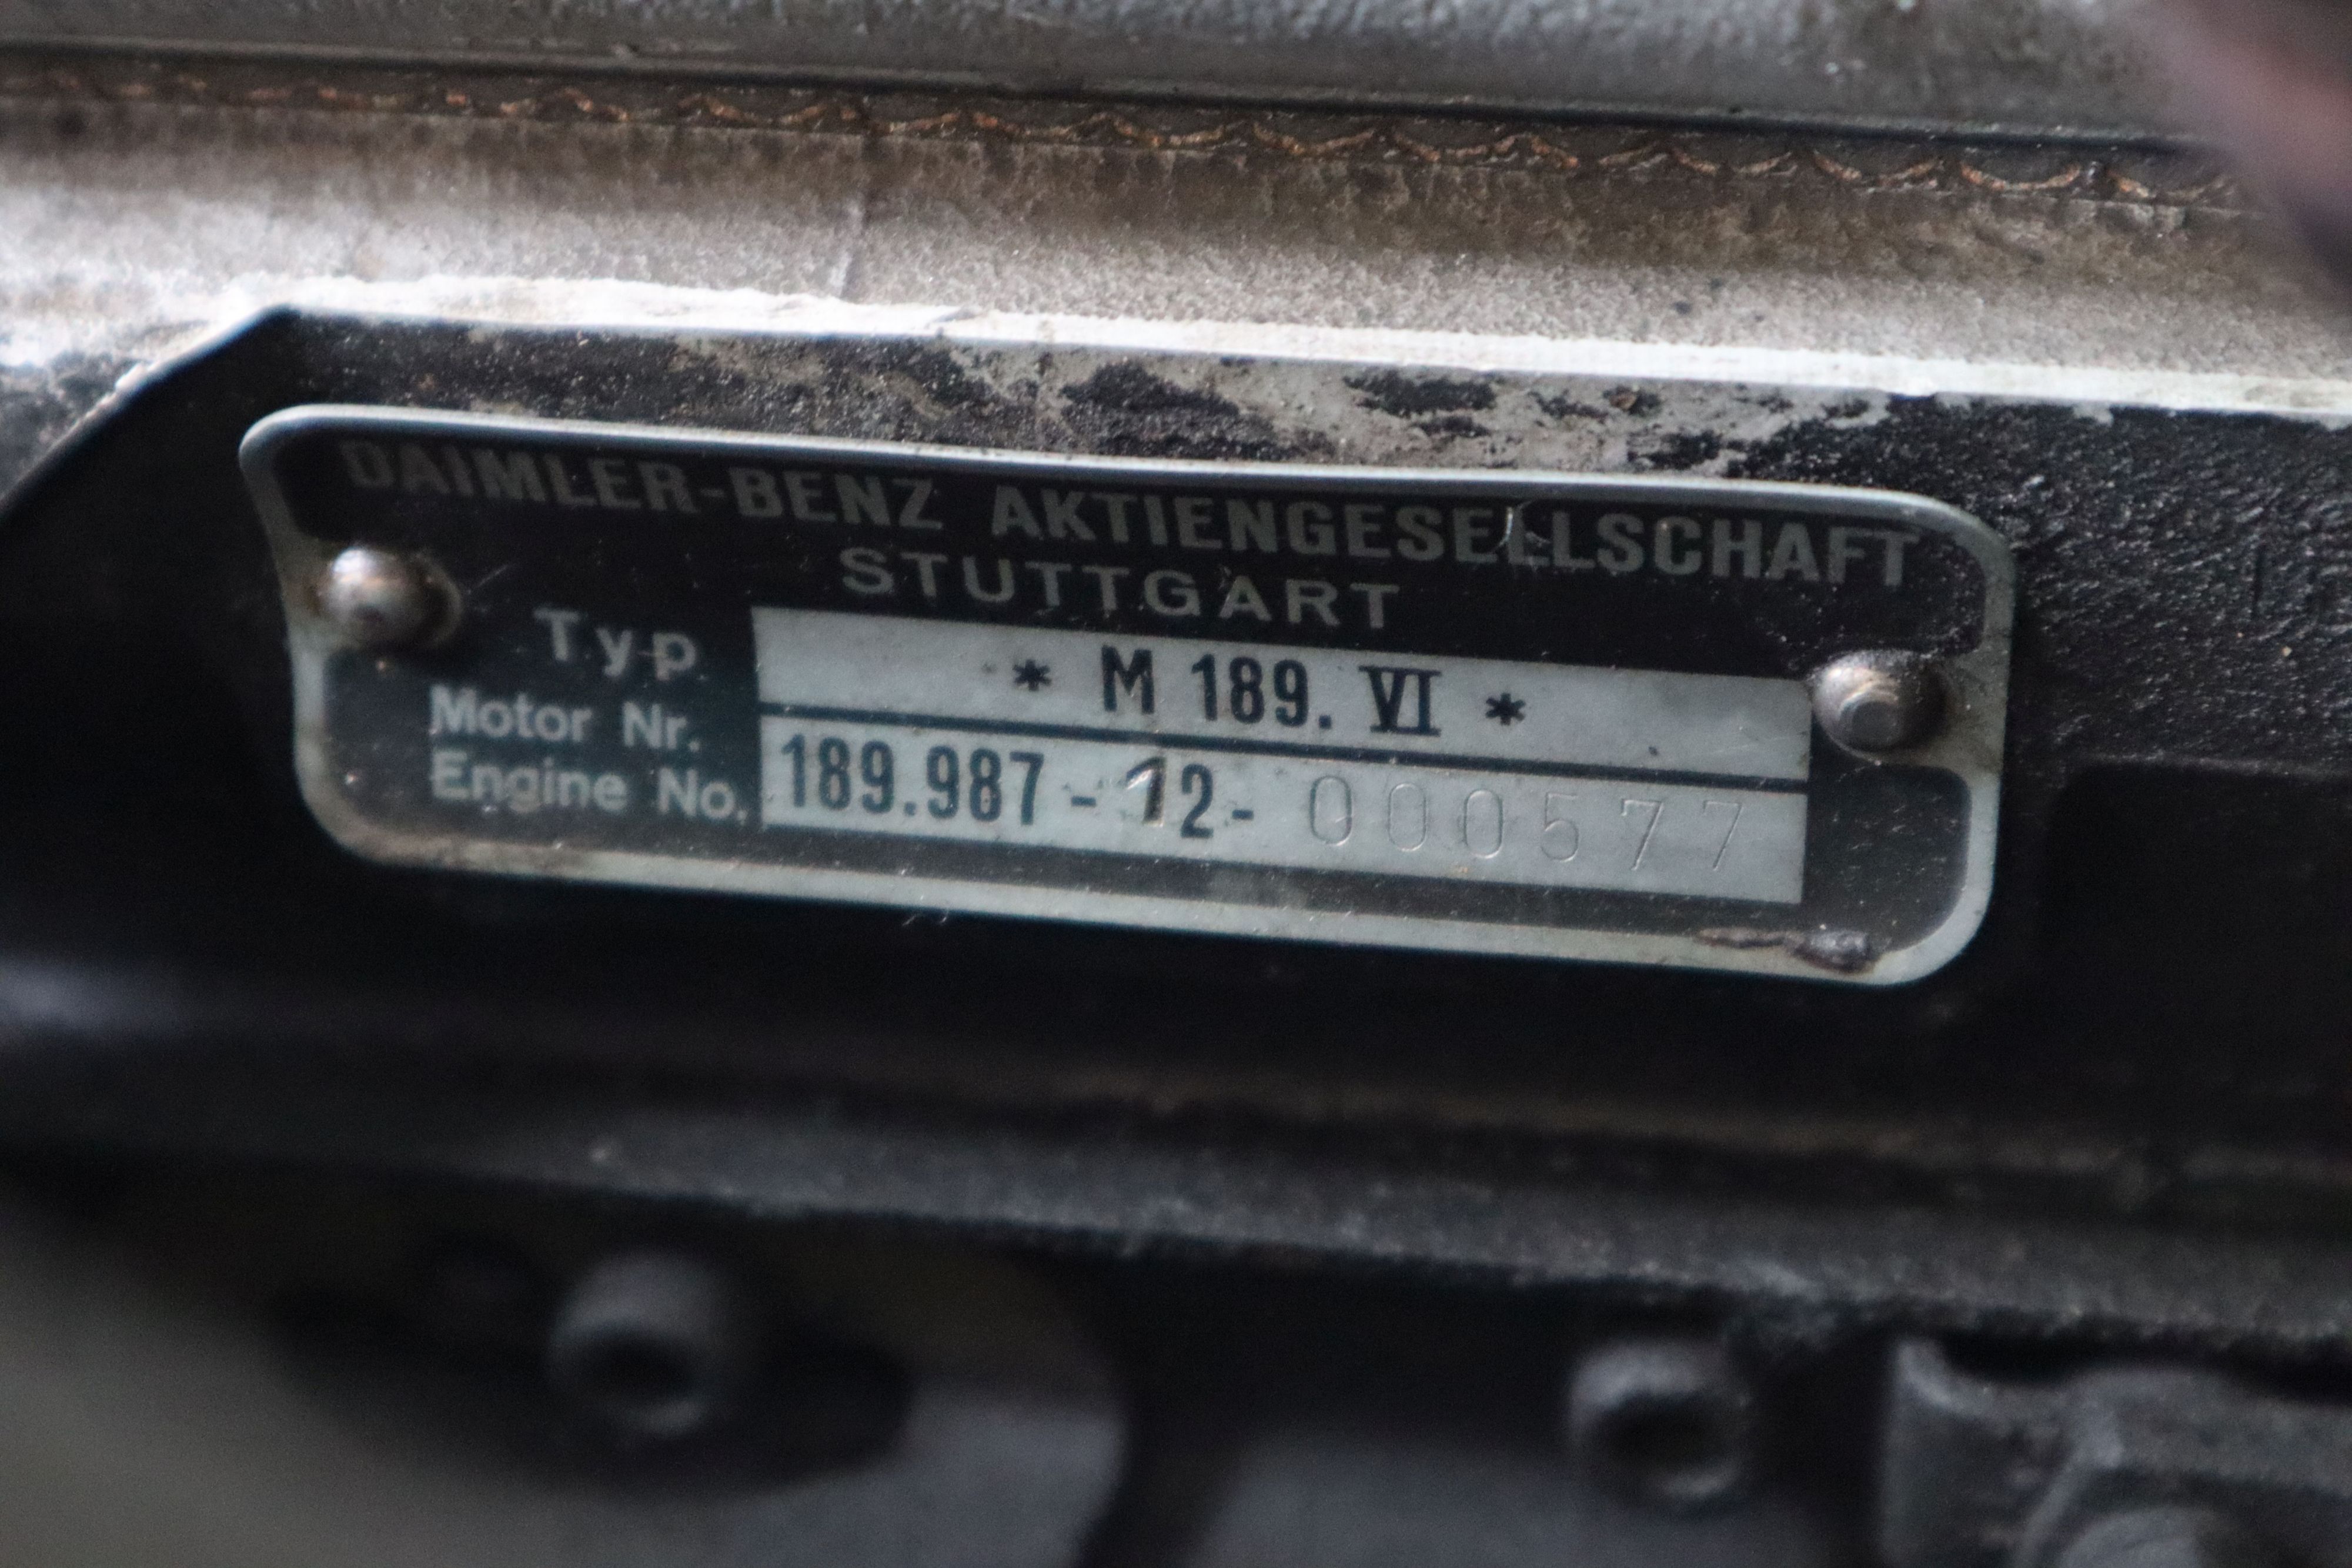 DAIMLER-BENZ AKTIENGESELLSCHAFT
STUTTGART
Typ * M 189. VI *
Motor Nr.
Engine No. 189.987-12-000577